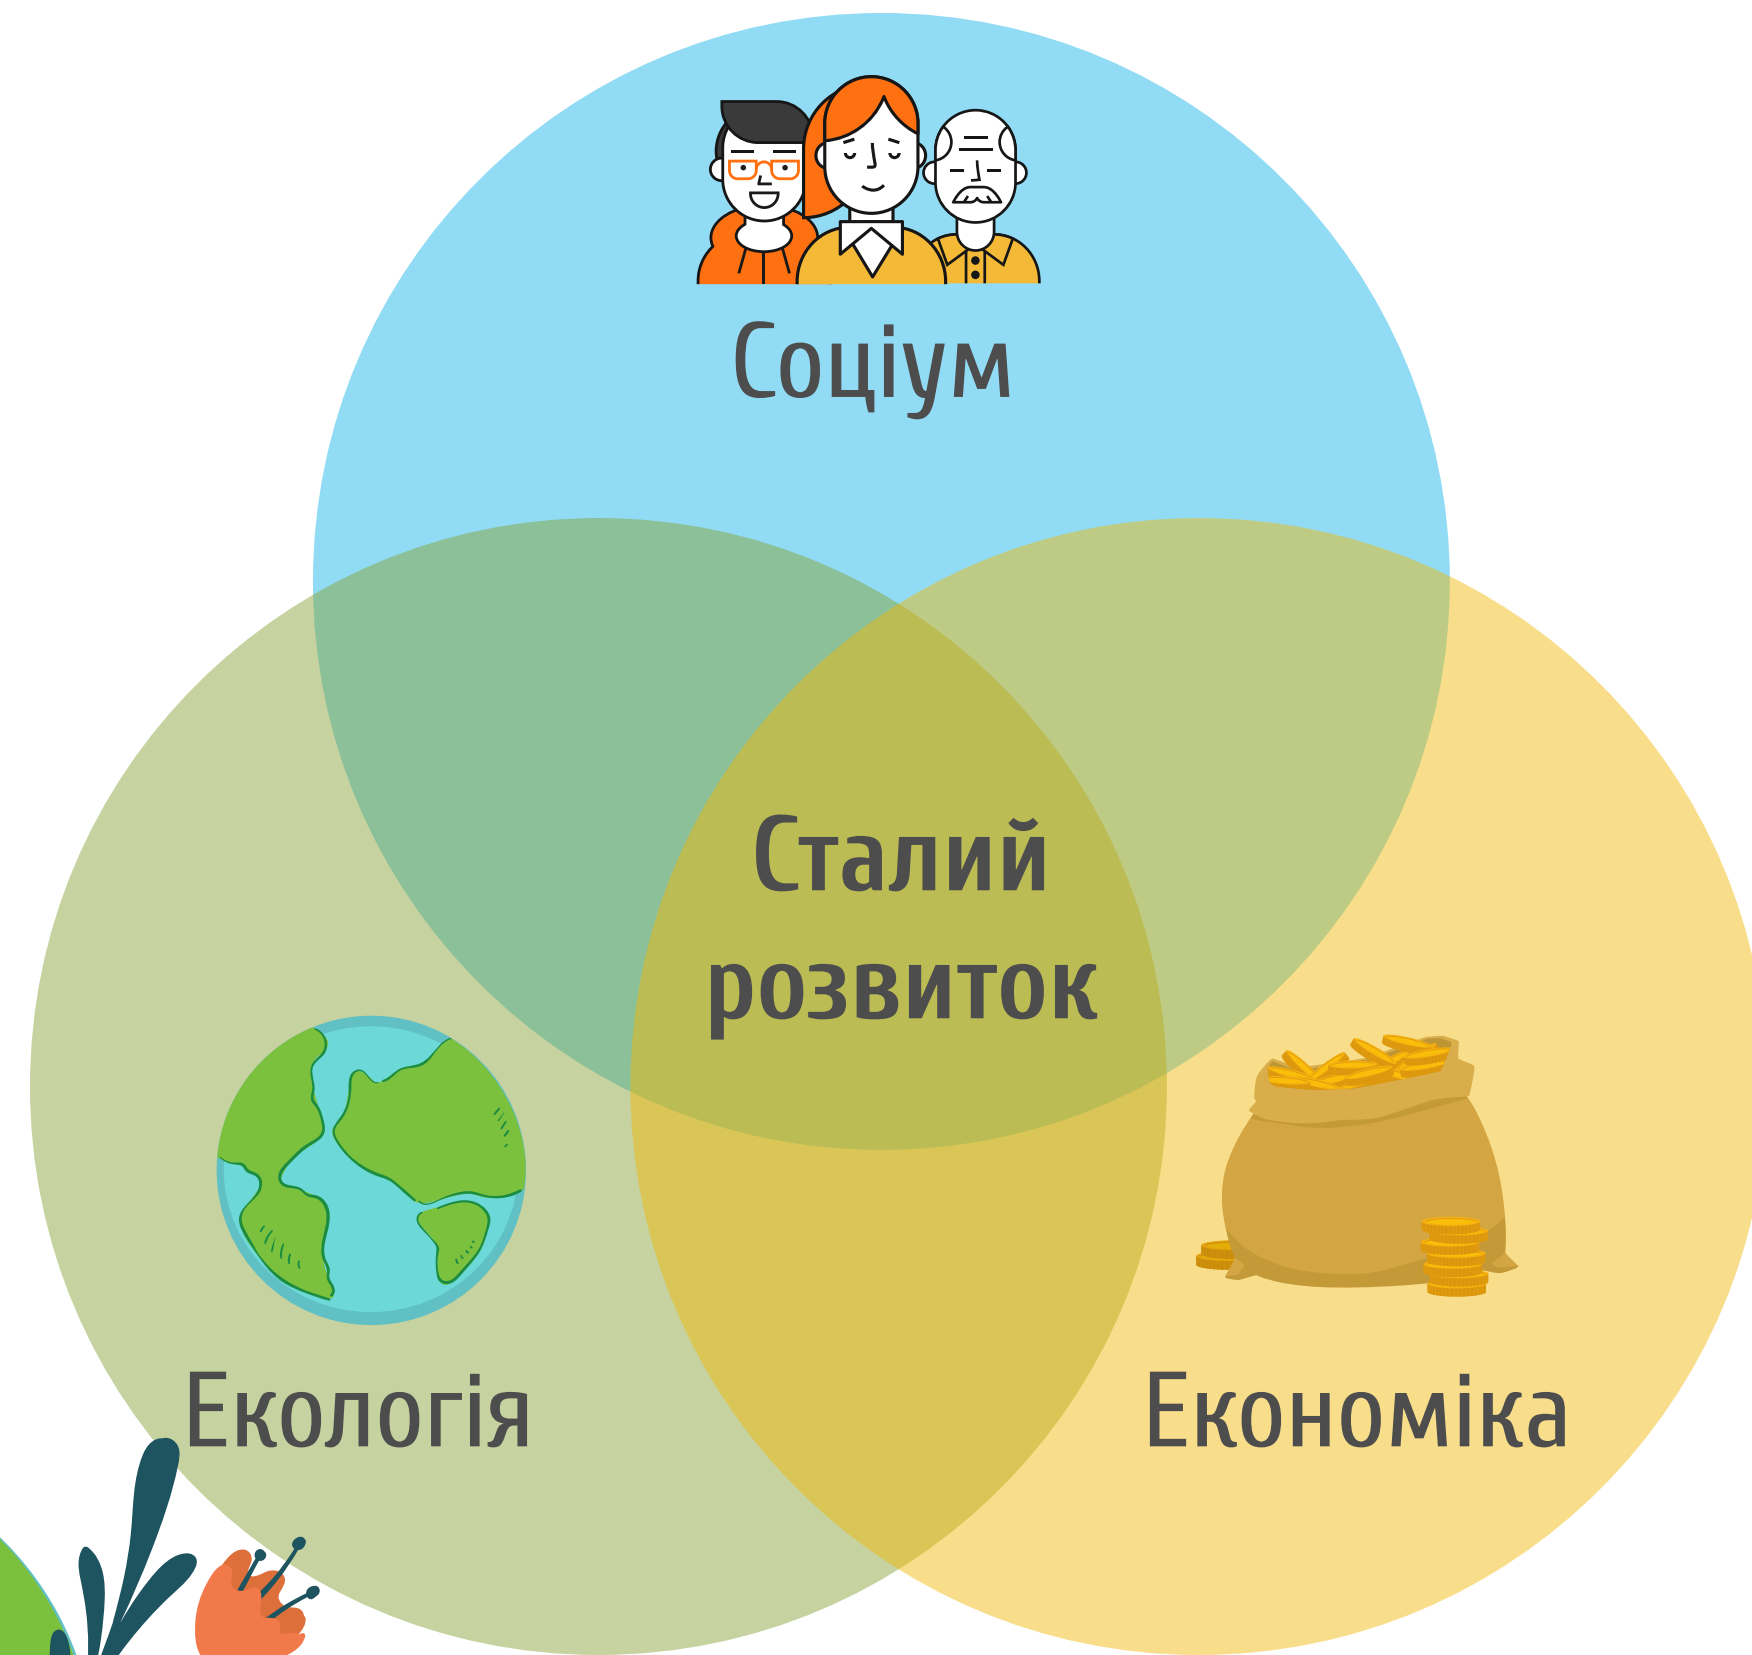 Соціум
Сталий
розвиток
Екологія
Економіка